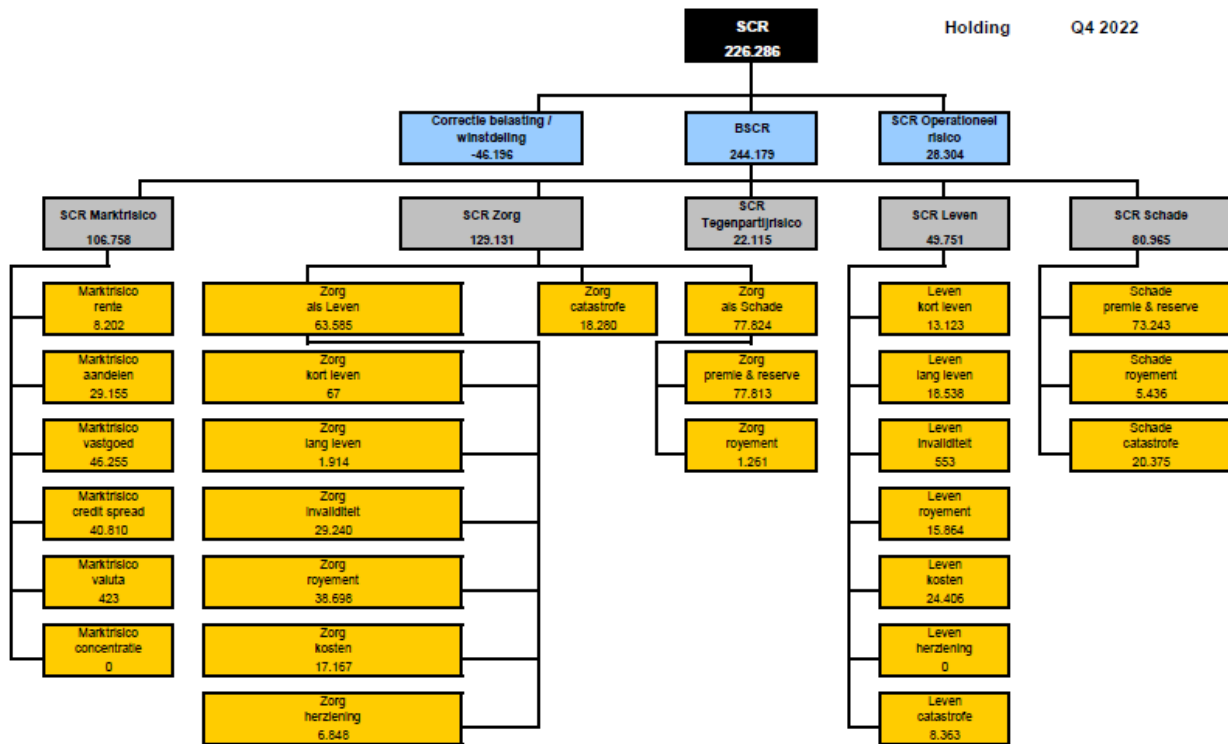 SCR
226.286
Holding Q4 2022
Correctie belasting /
winstdeling
-46.196
BSCR
244.179
SCR Operationeel
risico
28.304
SCR Marktrisico
106.758
SCR Zorg
129.131
SCR
Tegenpartijrisico
22.115
SCR Leven
49.751
SCR Schade
80.965
Marktrisico
rente
8.202
Marktrisico
aandelen
29.155
Marktrisico
vastgoed
46.255
Marktrisico
credit spread
40.810
Marktrisico
valuta
423
Marktrisico
concentratie
0
Zorg
als Leven
63.585
Zorg
kort leven
67
Zorg
lang leven
1.914
Zorg
invaliditeit
29.240
Zorg
royement
38.698
Zorg
kosten
17.167
Zorg
herziening
6.848
Zorg
catastrofe
18.280
Zorg
als Schade
77.824
Zorg
premie & reserve
77.813
Zorg
royement
1.261
Leven
kort leven
13.123
Leven
lang leven
18.538
Leven
invaliditeit
553
Leven
royement
15.864
Leven
kosten
24.406
Leven
herziening
0
Leven
catastrofe
8.363
Schade
premie & reserve
73.243
Schade
royement
5.436
Schade
catastrofe
20.375